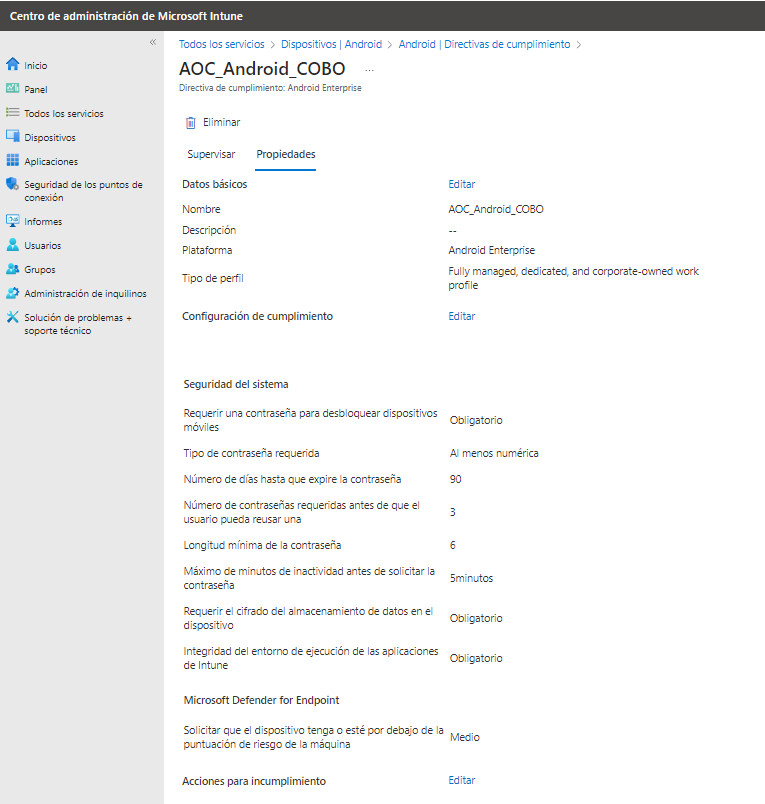 Centro de administración de Microsoft Intune
«
Todos los servicios > Dispositivos | Android > Android | Directivas de cumplimiento >
AOC_Android_COBO ...
Directiva de cumplimiento: Android Enterprise
Inicio
Panel
Todos los servicios
Dispositivos
Aplicaciones
Seguridad de los puntos de
conexión
Informes
Usuarios
Grupos
Administración de inquilinos
Solución de problemas +
soporte técnico
Eliminar
Supervisar Propiedades
Datos básicos Editar
Nombre AOC_Android_COBO
Descripción --
Plataforma Android Enterprise
Tipo de perfil Fully managed, dedicated, and corporate-owned work
profile
Configuración de cumplimiento Editar
Seguridad del sistema
Requerir una contraseña para desbloquear dispositivos
móviles Obligatorio
Tipo de contraseña requerida Al menos numérica
Número de días hasta que expire la contraseña 90
Número de contraseñas requeridas antes de que el
usuario pueda reusar una 3
Longitud mínima de la contraseña 6
Máximo de minutos de inactividad antes de solicitar la
contraseña 5minutos
Requerir el cifrado del almacenamiento de datos en el
dispositivo Obligatorio
Integridad del entorno de ejecución de las aplicaciones
de Intune Obligatorio
Microsoft Defender for Endpoint
Solicitar que el dispositivo tenga o esté por debajo de la
puntuación de riesgo de la máquina Medio
Acciones para incumplimiento Editar